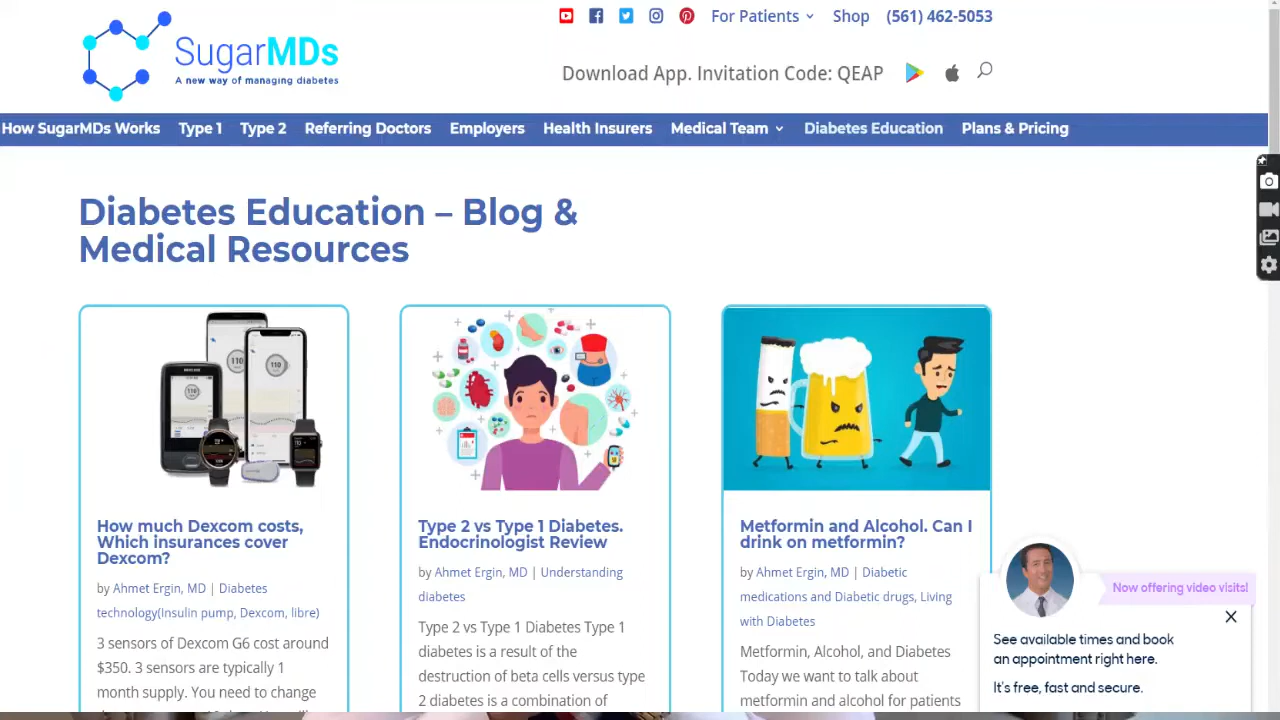 SugarMDs
A new way of managing diabetes
For Patients
Shop
(561) 462-5053
Download App. Invitation Code: QEAP
How SugarMDs Works
Type 1
Type 2
Referring Doctors
Employers
Health Insurers
Medical Team
Diabetes Education
Plans & Pricing
Diabetes Education – Blog &
Medical Resources
110
110
110
How much Dexcom costs,
Which insurances cover
Dexcom?
by Ahmet Ergin, MD | Diabetes
technology(Insulin pump, Dexcom, libre)
3 sensors of Dexcom G6 cost around
$350. 3 sensors are typically 1
month supply. You need to change
Type 2 vs Type 1 Diabetes.
Endocrinologist Review
by Ahmet Ergin, MD | Understanding
diabetes
Type 2 vs Type 1 Diabetes Type 1
diabetes is a result of the
destruction of beta cells versus type
2 diabetes is a combination of
Metformin and Alcohol. Can I
drink on metformin?
by Ahmet Ergin, MD | Diabetic
medications and Diabetic drugs, Living
with Diabetes
Metformin, Alcohol, and Diabetes
Today we want to talk about
metformin and alcohol for patients
Now offering video visits!
See available times and book
an appointment right here.
It's free, fast and secure.